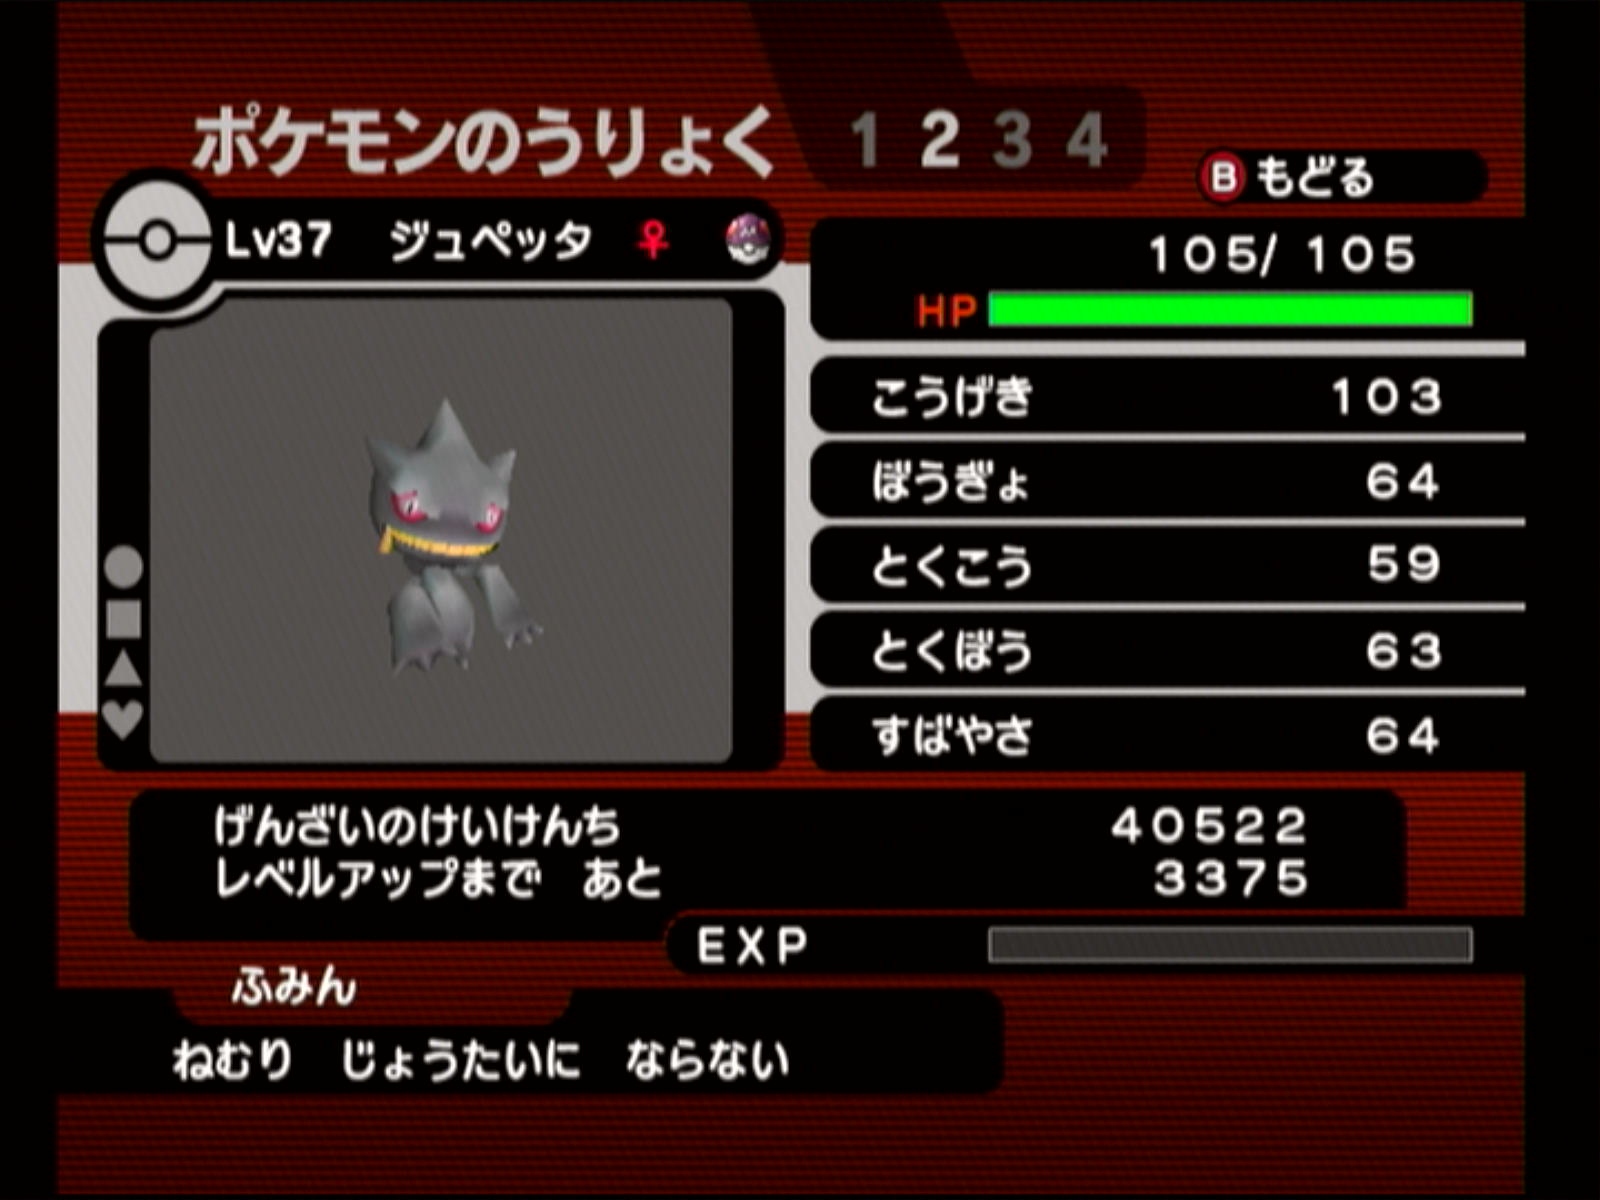 ポケモンのうりょく 1 2 3 4
B もどる
Lv37 ジュペッタ ♀
105/ 105
HP
こうげき 103
ぼうぎょ 64
とくこう 59
とくぼう 63
すばやさ 64
げんざいのけいけんち 40522
レベルアップまで あと 3375
EXP
ふみん
ねむり じょうたいに ならない